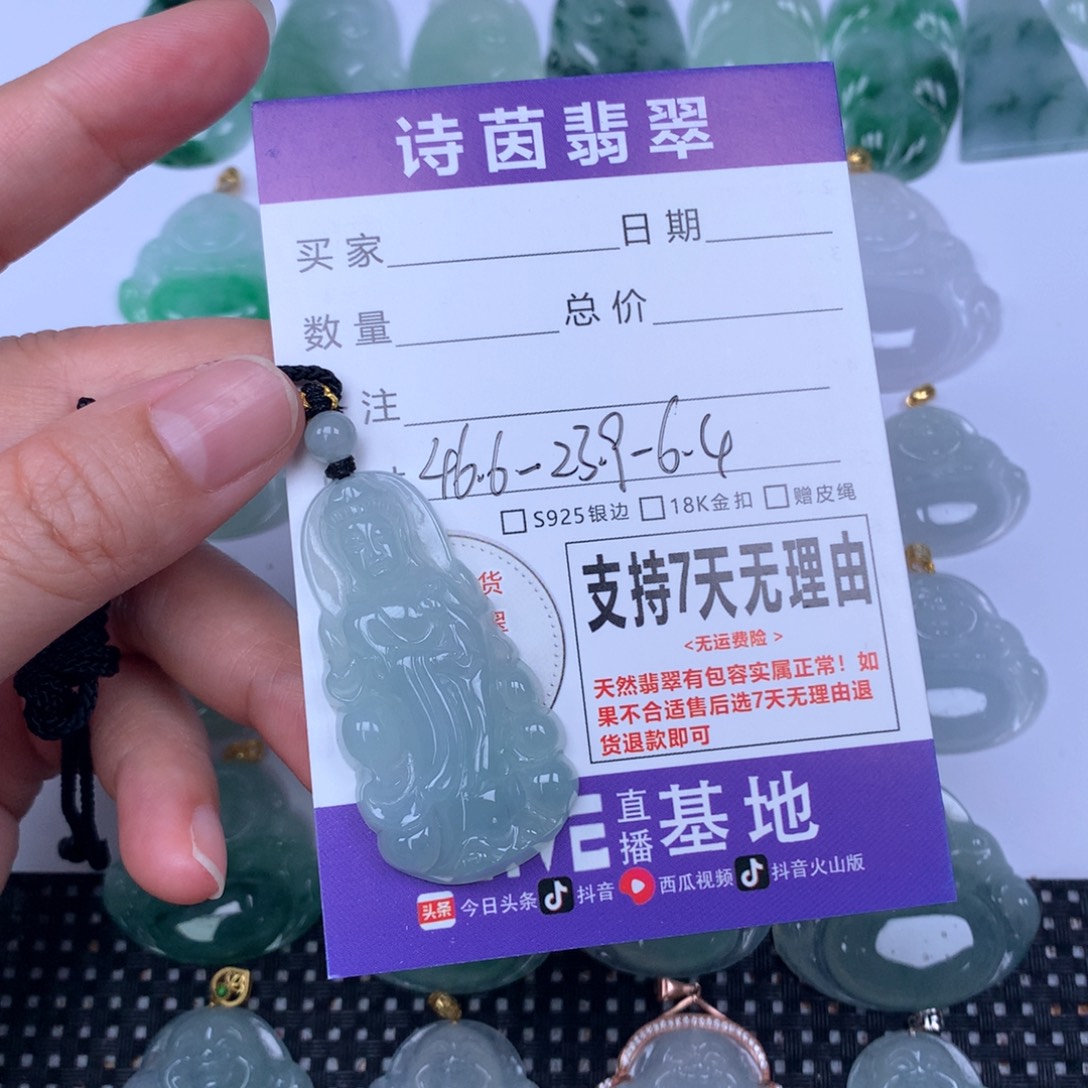 诗茵翡翠
买家 日期
数量 总价
注
46.6-23.9-6.4
S925银边 18K金扣 赠皮绳
货
支持7天无理由
<无运费险>
天然翡翠有包容实属正常！如
果不合适售后选7天无理由退
货退款即可
VE 直播 基地
头条 今日头条 抖音 西瓜视频 抖音火山版